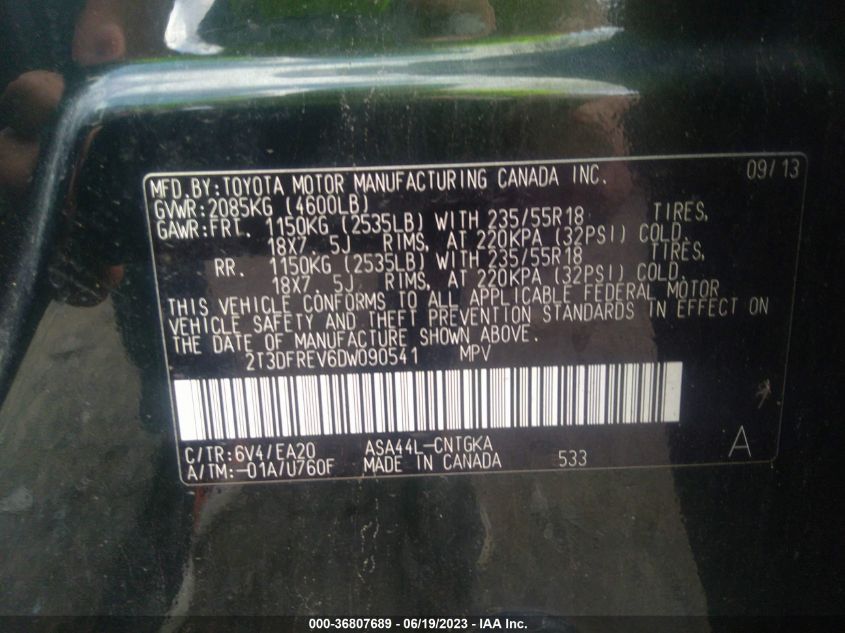 MFD.BY:TOYOTA MOTOR MANUFACTURING CANADA INC. 09/13
GVWR:2085KG (4600LB)
GAWR:FRT. 1150KG (2535LB) WITH 235/55R18 TIRES,
18X7. 5J RIMS, AT 220KPA (32PSI) COLD.
RR. 1150KG (2535LB) WITH 235/55R18 TIRES,
18X7. 5J RIMS, AT 220KPA (32PSI) COLD.
THIS VEHICLE CONFORMS TO ALL APPLICABLE FEDERAL MOTOR
VEHICLE SAFETY AND THEFT PREVENTION STANDARDS IN EFFECT ON
THE DATE OF MANUFACTURE SHOWN ABOVE.
2T3DFREV6DW090541 MPV
C/TR:6V4/EA20 ASA44L-CNTGKA
A/TM:-01A/U760F MADE IN CANADA 533 A
000-36807689 - 06/19/2023 - IAA Inc.